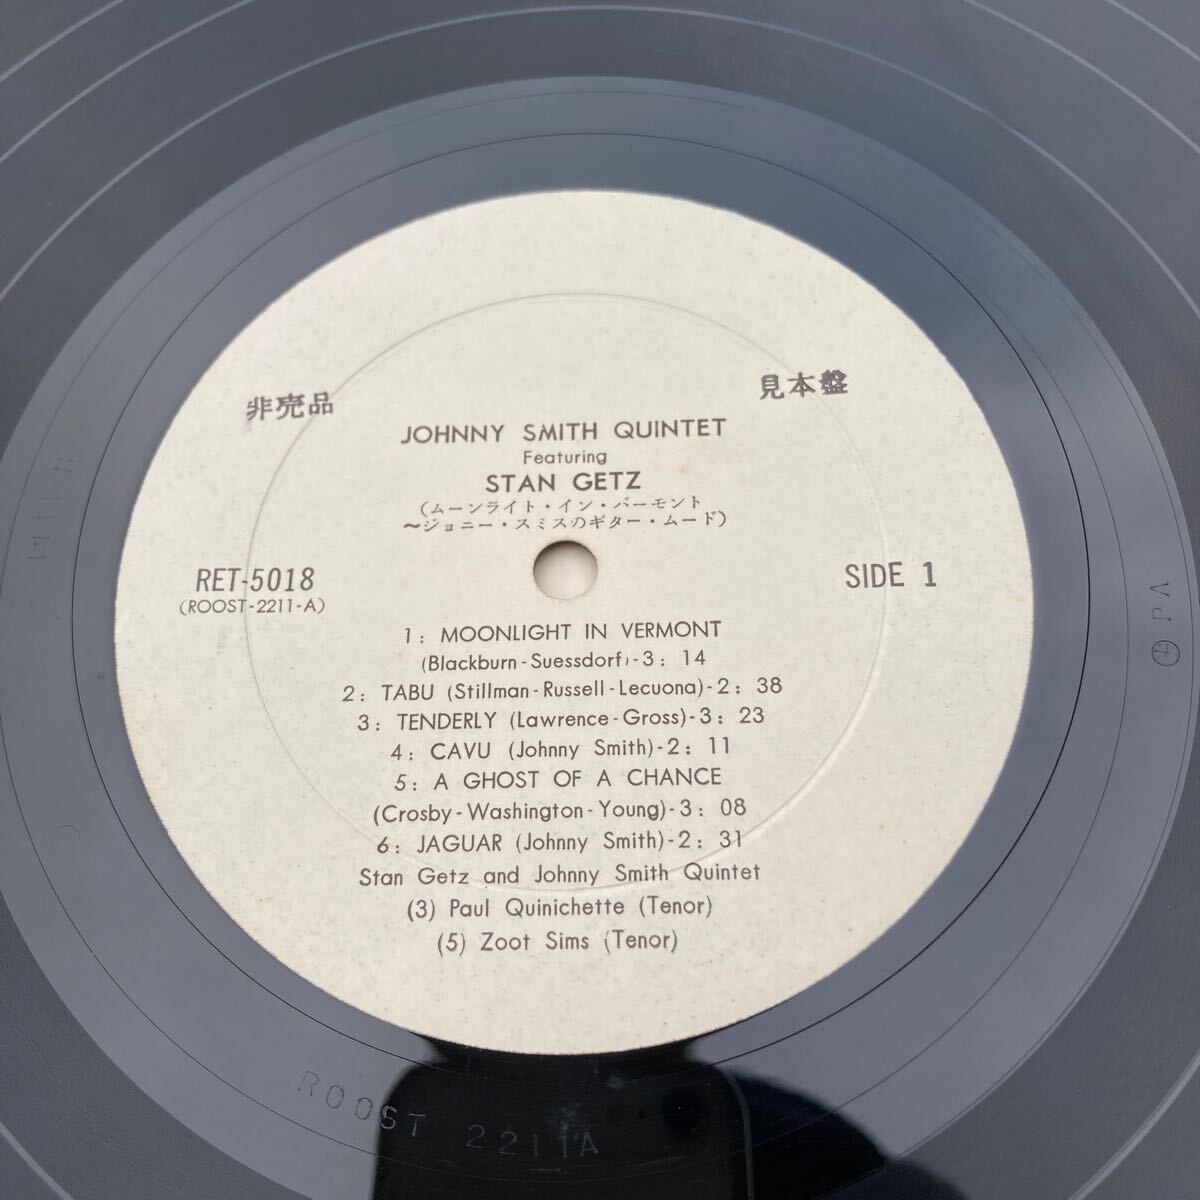 非売品
見本盤
JOHNNY SMITH QUINTET
Featuring
STAN GETZ
(ムーンライト・イン・バーモント
〜ジョニー・スミスのギター・ムード)
RET-5018
(ROOST-2211-A)
SIDE 1
1: MOONLIGHT IN VERMONT
(Blackburn-Suessdorf)-3: 14
2: TABU (Stillman-Russell-Lecuona)-2: 38
3: TENDERLY (Lawrence-Gross)-3: 23
4: CAVU (Johnny Smith)-2: 11
5: A GHOST OF A CHANCE
(Crosby-Washington-Young)-3: 08
6: JAGUAR (Johnny Smith)-2: 31
Stan Getz and Johnny Smith Quintet
(3) Paul Quinichette (Tenor)
(5) Zoot Sims (Tenor)
ROOST 2211A